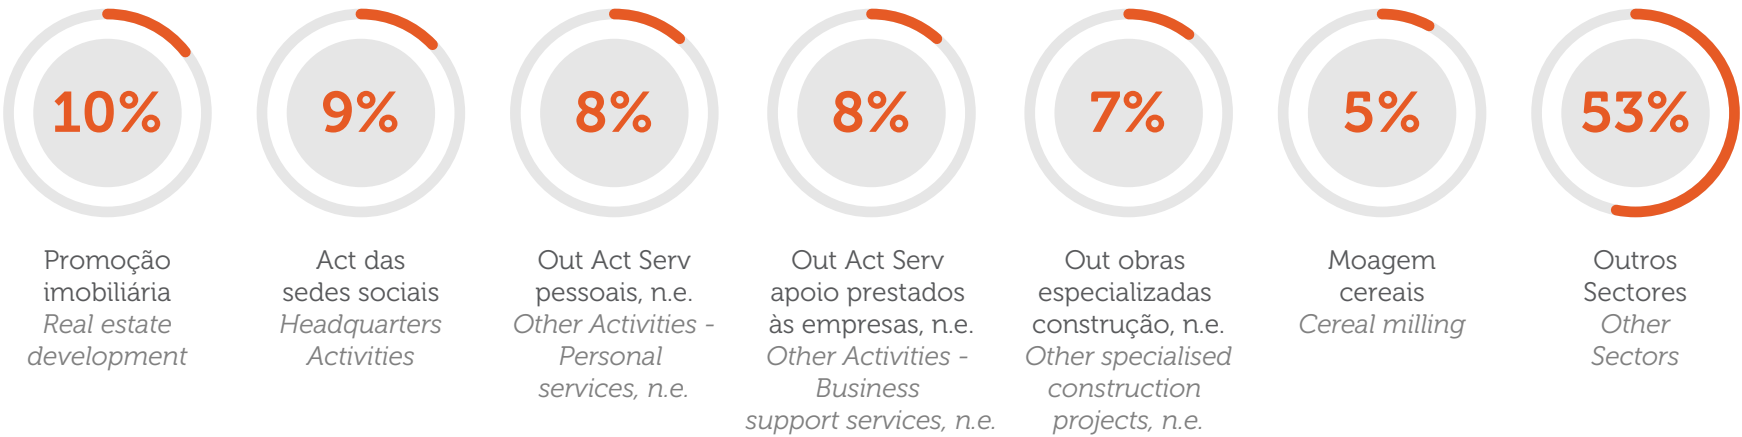 10%
Promoção
imobiliária
Real estate
development
9%
Act das
sedes sociais
Headquarters
Activities
8%
Out Act Serv
pessoais, n.e.
Other Activities -
Personal
services, n.e.
8%
Out Act Serv
apoio prestados
às empresas, n.e.
Other Activities -
Business
support services, n.e.
7%
Out obras
especializadas
construção, n.e.
Other specialised
construction
projects, n.e.
5%
Moagem
cereais
Cereal milling
53%
Outros
Sectores
Other
Sectors